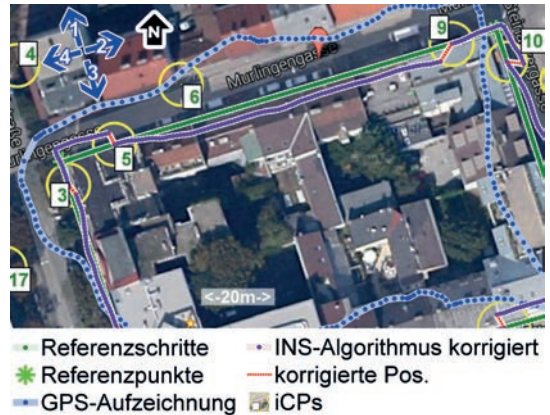 1
4
2
3
N
4
6
9
10
Murlingengasse
5
3
17
<-20m->
Referenzschritte
INS-Algorithmus korrigiert
Referenzpunkte
korrigierte Pos.
GPS-Aufzeichnung
iCPs